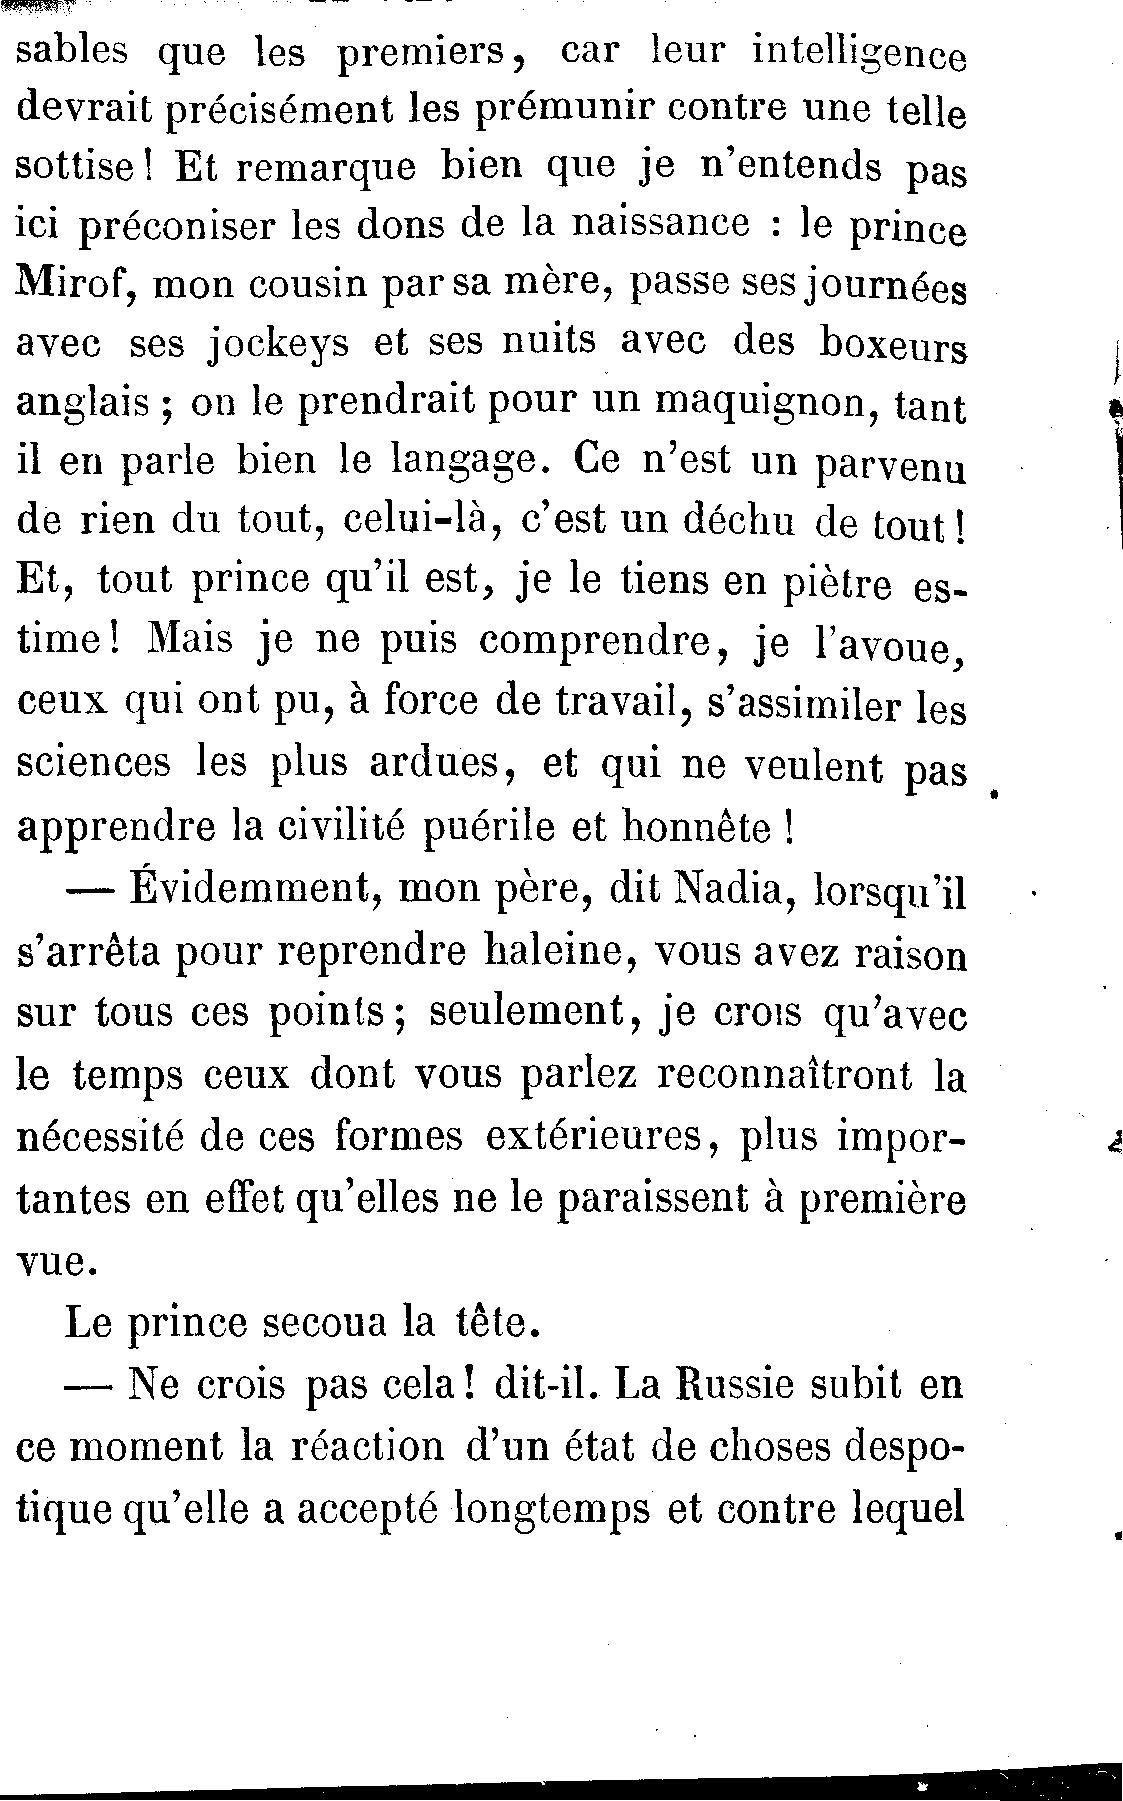 sables que les premiers, car leur intelligence
devrait précisément les prémunir contre une telle
sottise! Et remarque bien que je n'entends pas
ici préconiser les dons de la naissance : le prince
Mirof, mon cousin par sa mère, passe ses journées
avec ses jockeys et ses nuits avec des boxeurs
anglais ; on le prendrait pour un maquignon, tant
il en parle bien le langage. Ce n'est un parvenu
de rien du tout, celui-là, c'est un déchu de tout!
Et, tout prince qu'il est, je le tiens en piètre es-
time! Mais je ne puis comprendre, je l'avoue,
ceux qui ont pu, à force de travail, s'assimiler les
sciences les plus ardues, et qui ne veulent pas
apprendre la civilité puérile et honnête !
— Évidemment, mon père, dit Nadia, lorsqu'il
s'arrêta pour reprendre haleine, vous avez raison
sur tous ces points ; seulement, je crois qu'avec
le temps ceux dont vous parlez reconnaîtront la
nécessité de ces formes extérieures, plus impor-
tantes en effet qu'elles ne le paraissent à première
vue.
Le prince secoua la tête.
— Ne crois pas cela! dit-il. La Russie subit en
ce moment la réaction d'un état de choses despo-
tique qu'elle a accepté longtemps et contre lequel